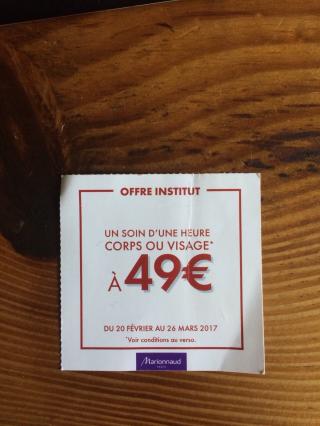 OFFRE INSTITUT
UN SOIN D'UNE HEURE
CORPS OU VISAGE*
À 49€
DU 20 FÉVRIER AU 26 MARS 2017
*Voir conditions au verso.
Marionnaud
PARIS